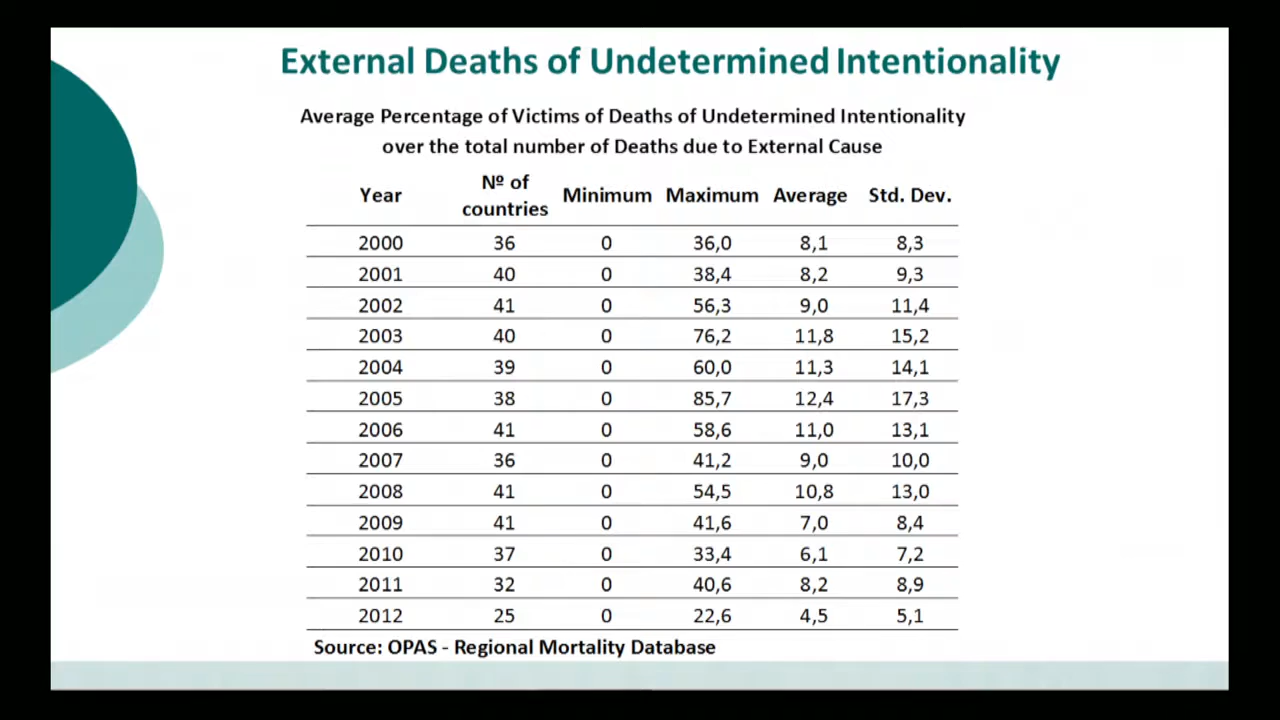 External Deaths of Undetermined Intentionality
Average Percentage of Victims of Deaths of Undetermined Intentionality
over the total number of Deaths due to External Cause
Year Nº of countries Minimum Maximum Average Std. Dev.
2000 36 0 36,0 8,1 8,3
2001 40 0 38,4 8,2 9,3
2002 41 0 56,3 9,0 11,4
2003 40 0 76,2 11,8 15,2
2004 39 0 60,0 11,3 14,1
2005 38 0 85,7 12,4 17,3
2006 41 0 58,6 11,0 13,1
2007 36 0 41,2 9,0 10,0
2008 41 0 54,5 10,8 13,0
2009 41 0 41,6 7,0 8,4
2010 37 0 33,4 6,1 7,2
2011 32 0 40,6 8,2 8,9
2012 25 0 22,6 4,5 5,1
Source: OPAS - Regional Mortality Database